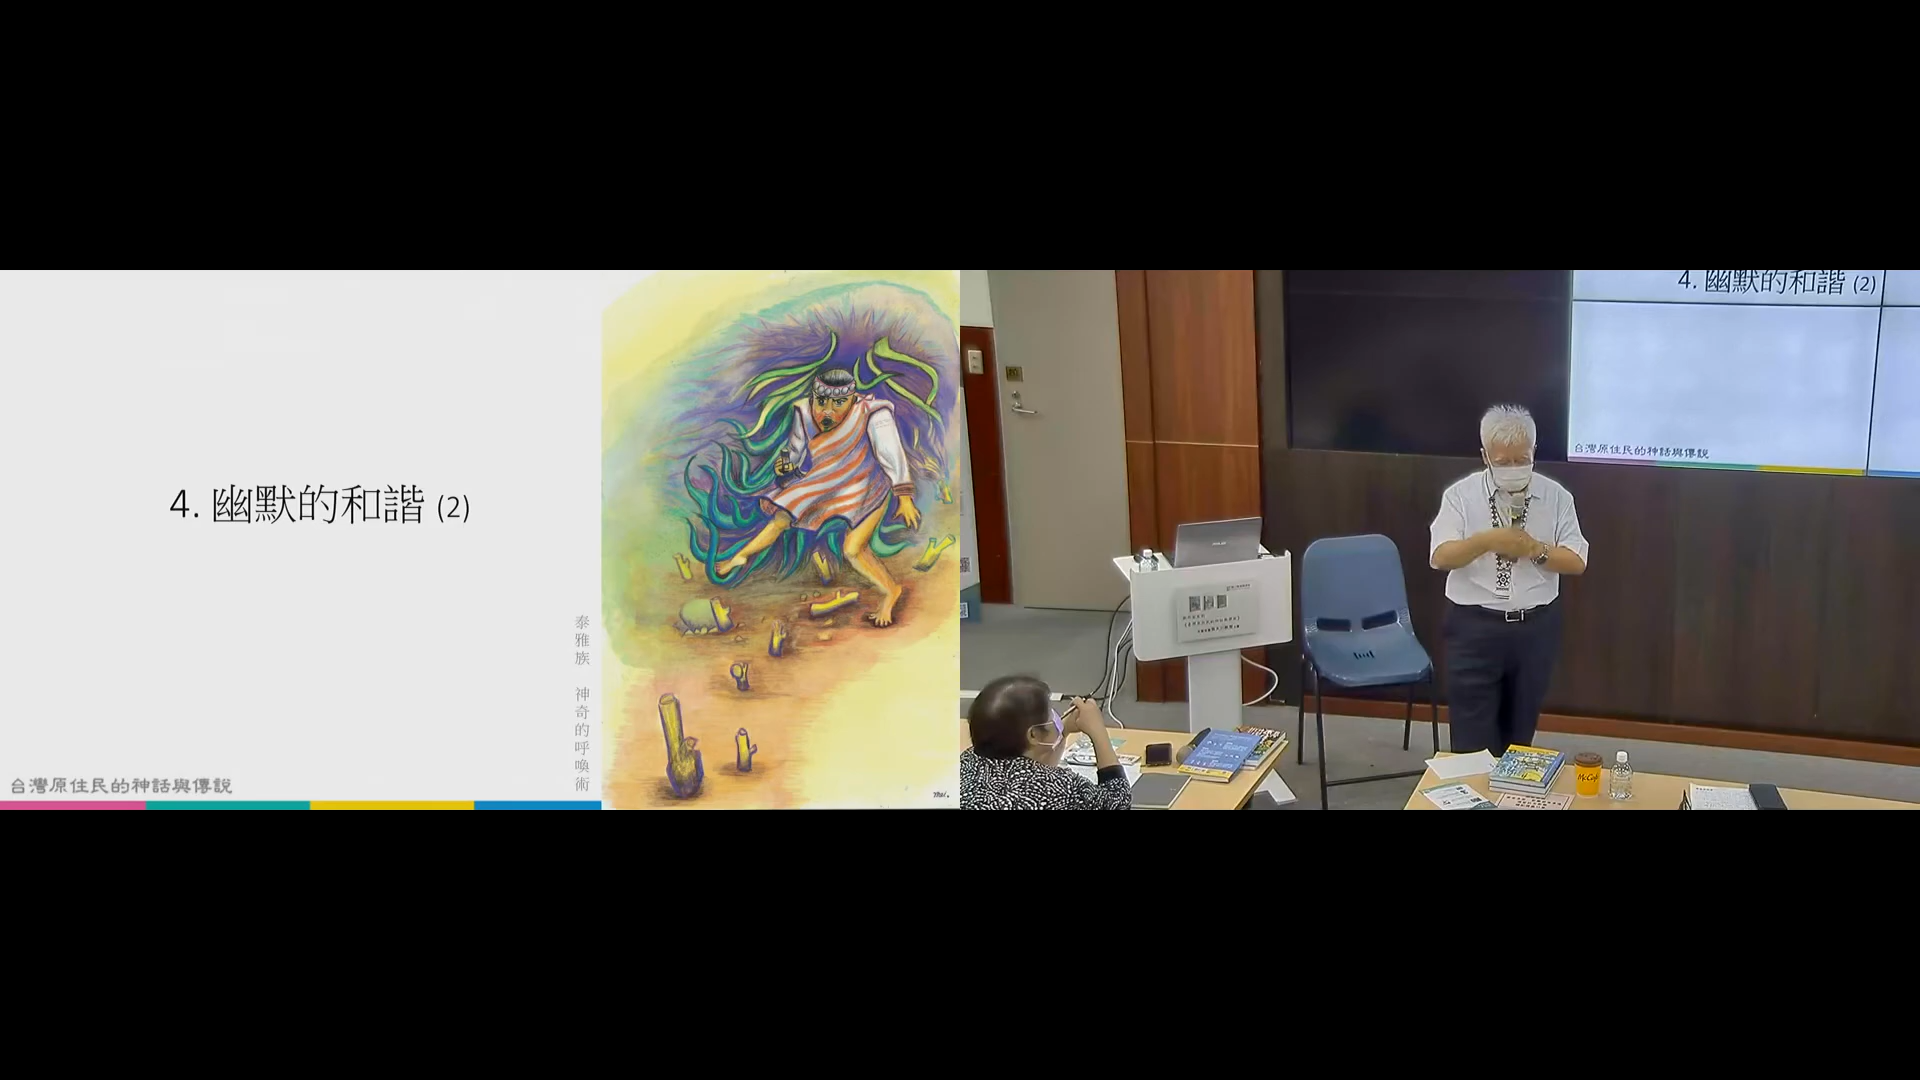 4. 幽默的和諧 (2)
泰雅族 神奇的呼喚術
台灣原住民的神話與傳說
4. 幽默的和諧 (2)
台灣原住民的神話與傳說
McCafé